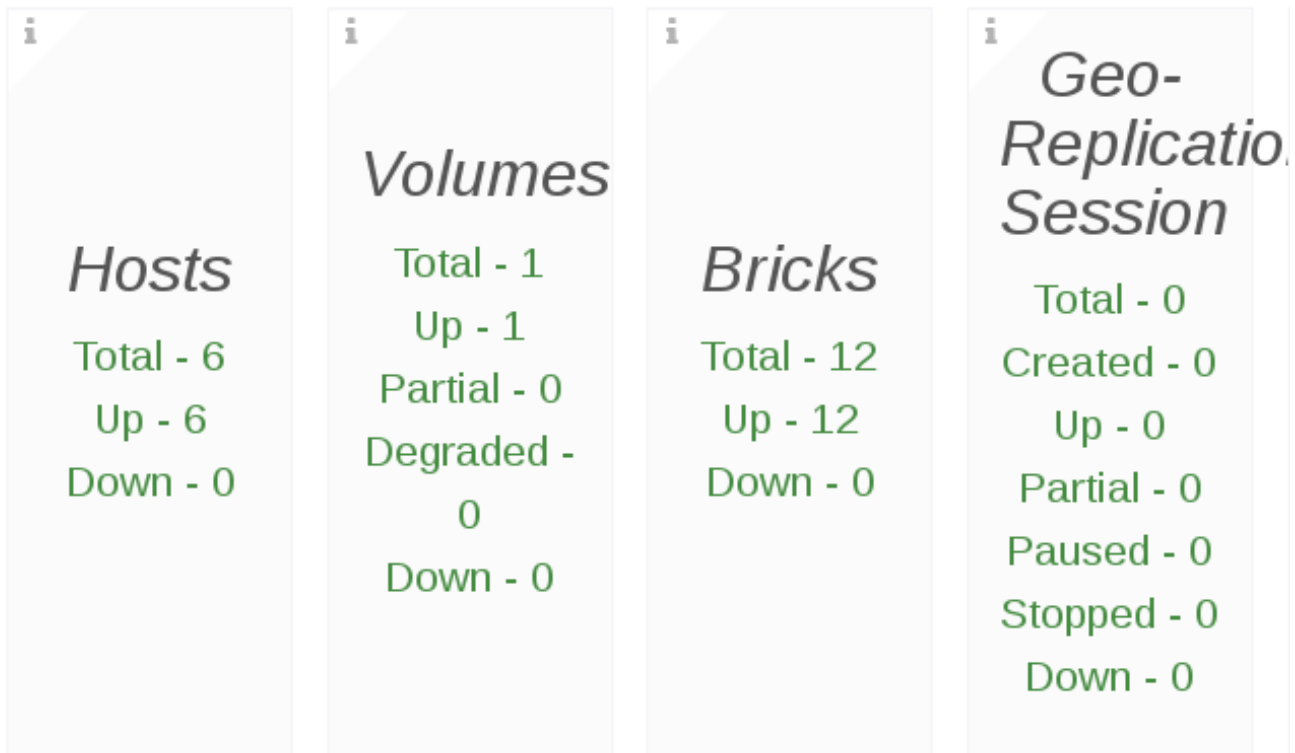 Hosts
Total - 6
Up - 6
Down - 0
Volumes
Total - 1
Up - 1
Partial - 0
Degraded -
0
Down - 0
Bricks
Total - 12
Up - 12
Down - 0
Geo-
Replicatio
Session
Total - 0
Created - 0
Up - 0
Partial - 0
Paused - 0
Stopped - 0
Down - 0